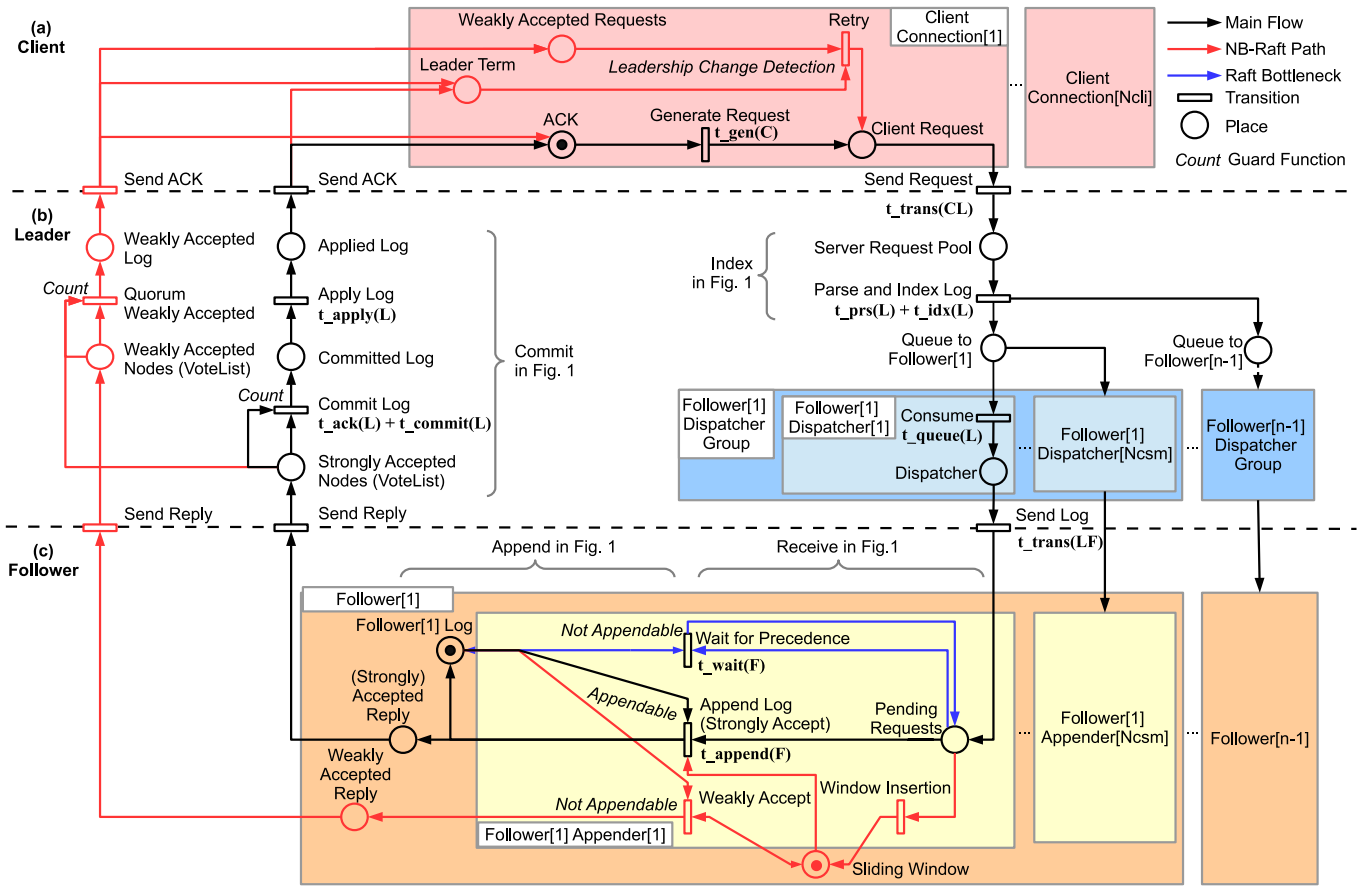 (a)
Client
Weakly Accepted Requests
Retry
Client
Connection[1]
Leader Term
Leadership Change Detection
ACK
Generate Request
t_gen(C)
Client Request
...
Client
Connection[Ncli]
Main Flow
NB-Raft Path
Raft Bottleneck
Transition
Place
Count Guard Function
Send ACK
Send ACK
Send Request
t_trans(CL)
(b)
Leader
Weakly Accepted
Log
Applied Log
Server Request Pool
Index
in Fig. 1
Count
Quorum
Weakly Accepted
Apply Log
t_apply(L)
Parse and Index Log
t_prs(L) + t_idx(L)
Weakly Accepted
Nodes (VoteList)
Committed Log
Commit
in Fig. 1
Queue to
Follower[1]
Queue to
Follower[n-1]
Count
Commit Log
t_ack(L) + t_commit(L)
Strongly Accepted
Nodes (VoteList)
Follower[1]
Dispatcher
Group
Follower[1]
Dispatcher[1]
Consume
t_queue(L)
Dispatcher
...
Follower[1]
Dispatcher[Ncsm]
...
Follower[n-1]
Dispatcher
Group
Send Reply
Send Reply
Send Log
t_trans(LF)
(c)
Follower
Append in Fig. 1
Receive in Fig.1
Follower[1]
Follower[1] Log
Not Appendable
Wait for Precedence
t_wait(F)
(Strongly)
Accepted
Reply
Appendable
Append Log
(Strongly Accept)
t_append(F)
Pending
Requests
Weakly
Accepted
Reply
Not Appendable
Weakly Accept
Window Insertion
Follower[1] Appender[1]
Sliding Window
...
Follower[1]
Appender[Ncsm]
...
Follower[n-1]